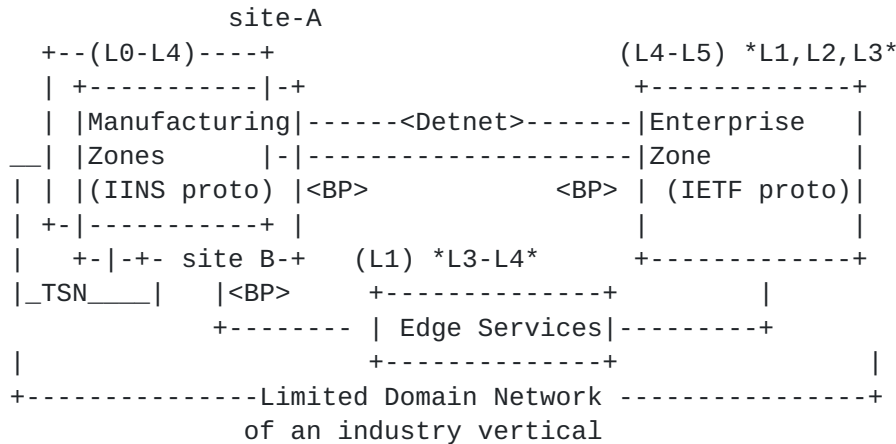 site-A
+--(L0-L4)----+ (L4-L5) *L1,L2,L3*
| +-----------|-+ +-------------+
| |Manufacturing|------<Detnet>-------|Enterprise |
__| |Zones |-|---------------------|Zone |
| | |(IINS proto) |<BP> <BP> | (IETF proto)|
| +-|-----------+ | | |
| +-|-+- site B-+ (L1) *L3-L4* +-------------+
|_TSN____| |<BP> +--------------+ |
+-------- | Edge Services|---------+
| +--------------+ |
+---------------Limited Domain Network ----------------+
of an industry vertical